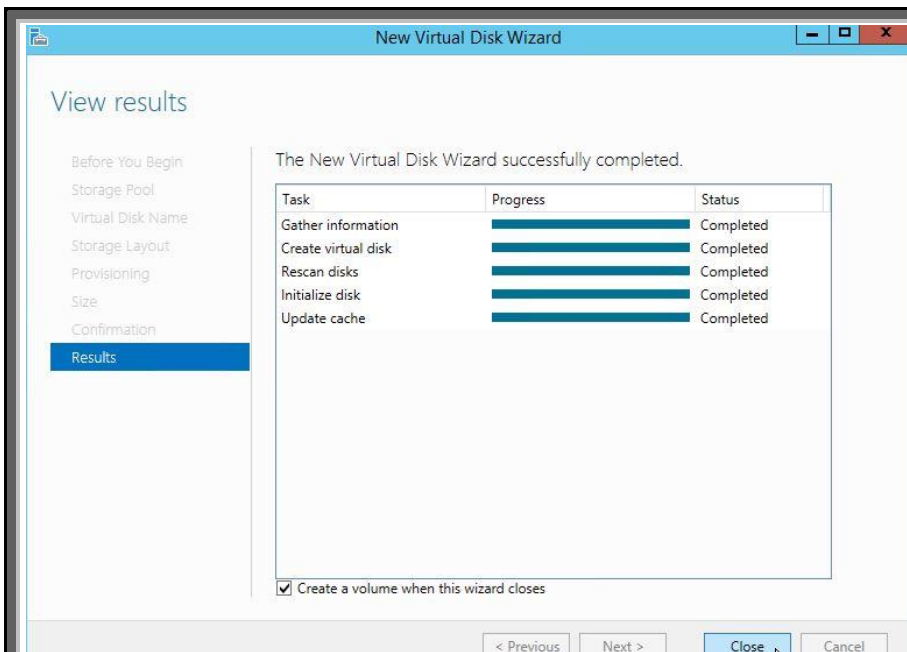 New Virtual Disk Wizard
View results
Before You Begin
Storage Pool
Virtual Disk Name
Storage Layout
Provisioning
Size
Confirmation
Results
The New Virtual Disk Wizard successfully completed.
Task Progress Status
Gather information Completed
Create virtual disk Completed
Rescan disks Completed
Initialize disk Completed
Update cache Completed
Create a volume when this wizard closes
< Previous Next > Close Cancel